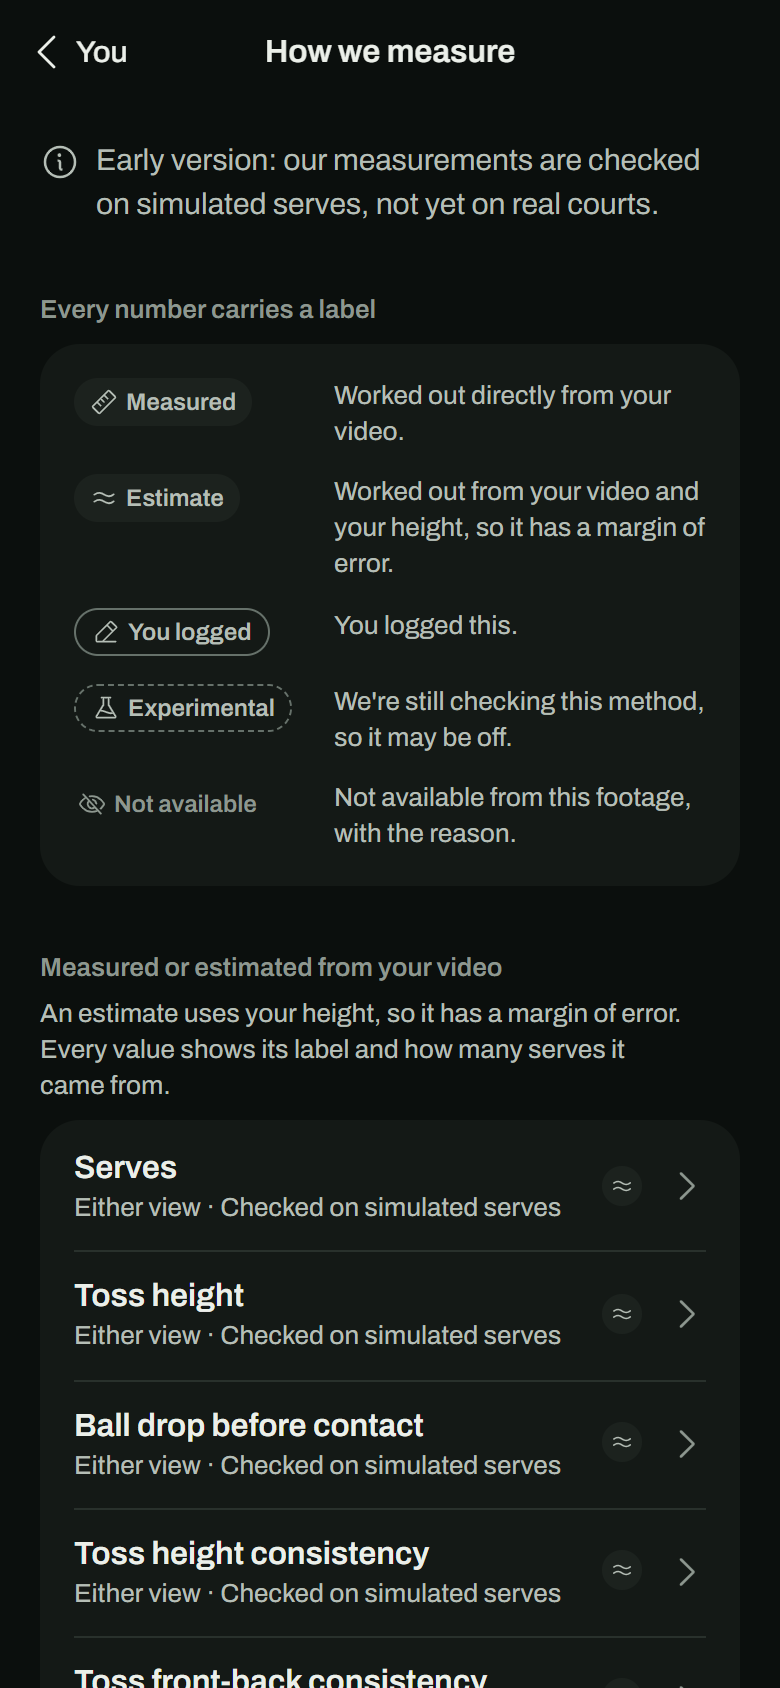 You
How we measure
Early version: our measurements are checked
on simulated serves, not yet on real courts.
Every number carries a label
Measured
Worked out directly from your
video.
Estimate
Worked out from your video and
your height, so it has a margin of
error.
You logged
You logged this.
Experimental
We're still checking this method,
so it may be off.
Not available
Not available from this footage,
with the reason.
Measured or estimated from your video
An estimate uses your height, so it has a margin of error.
Every value shows its label and how many serves it
came from.
Serves
Either view · Checked on simulated serves
Toss height
Either view · Checked on simulated serves
Ball drop before contact
Either view · Checked on simulated serves
Toss height consistency
Either view · Checked on simulated serves
Toss front-back consistency